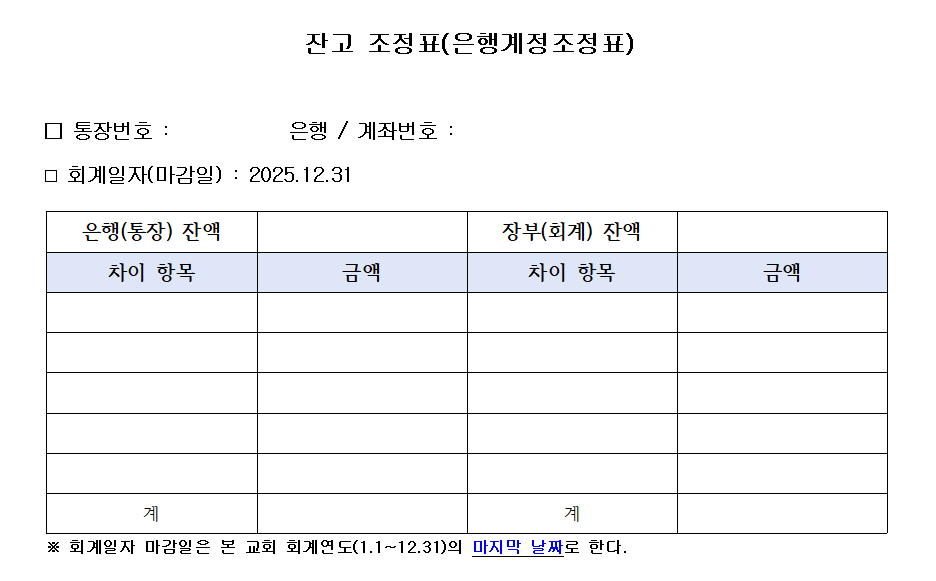 잔고 조정표(은행계정조정표)
□ 통장번호 : 은행 / 계좌번호 :
□ 회계일자(마감일) : 2025.12.31
은행(통장) 잔액 장부(회계) 잔액
차이 항목 금액 차이 항목 금액
계 계
※ 회계일자 마감일은 본 교회 회계연도(1.1~12.31)의 마지막 날짜로 한다.